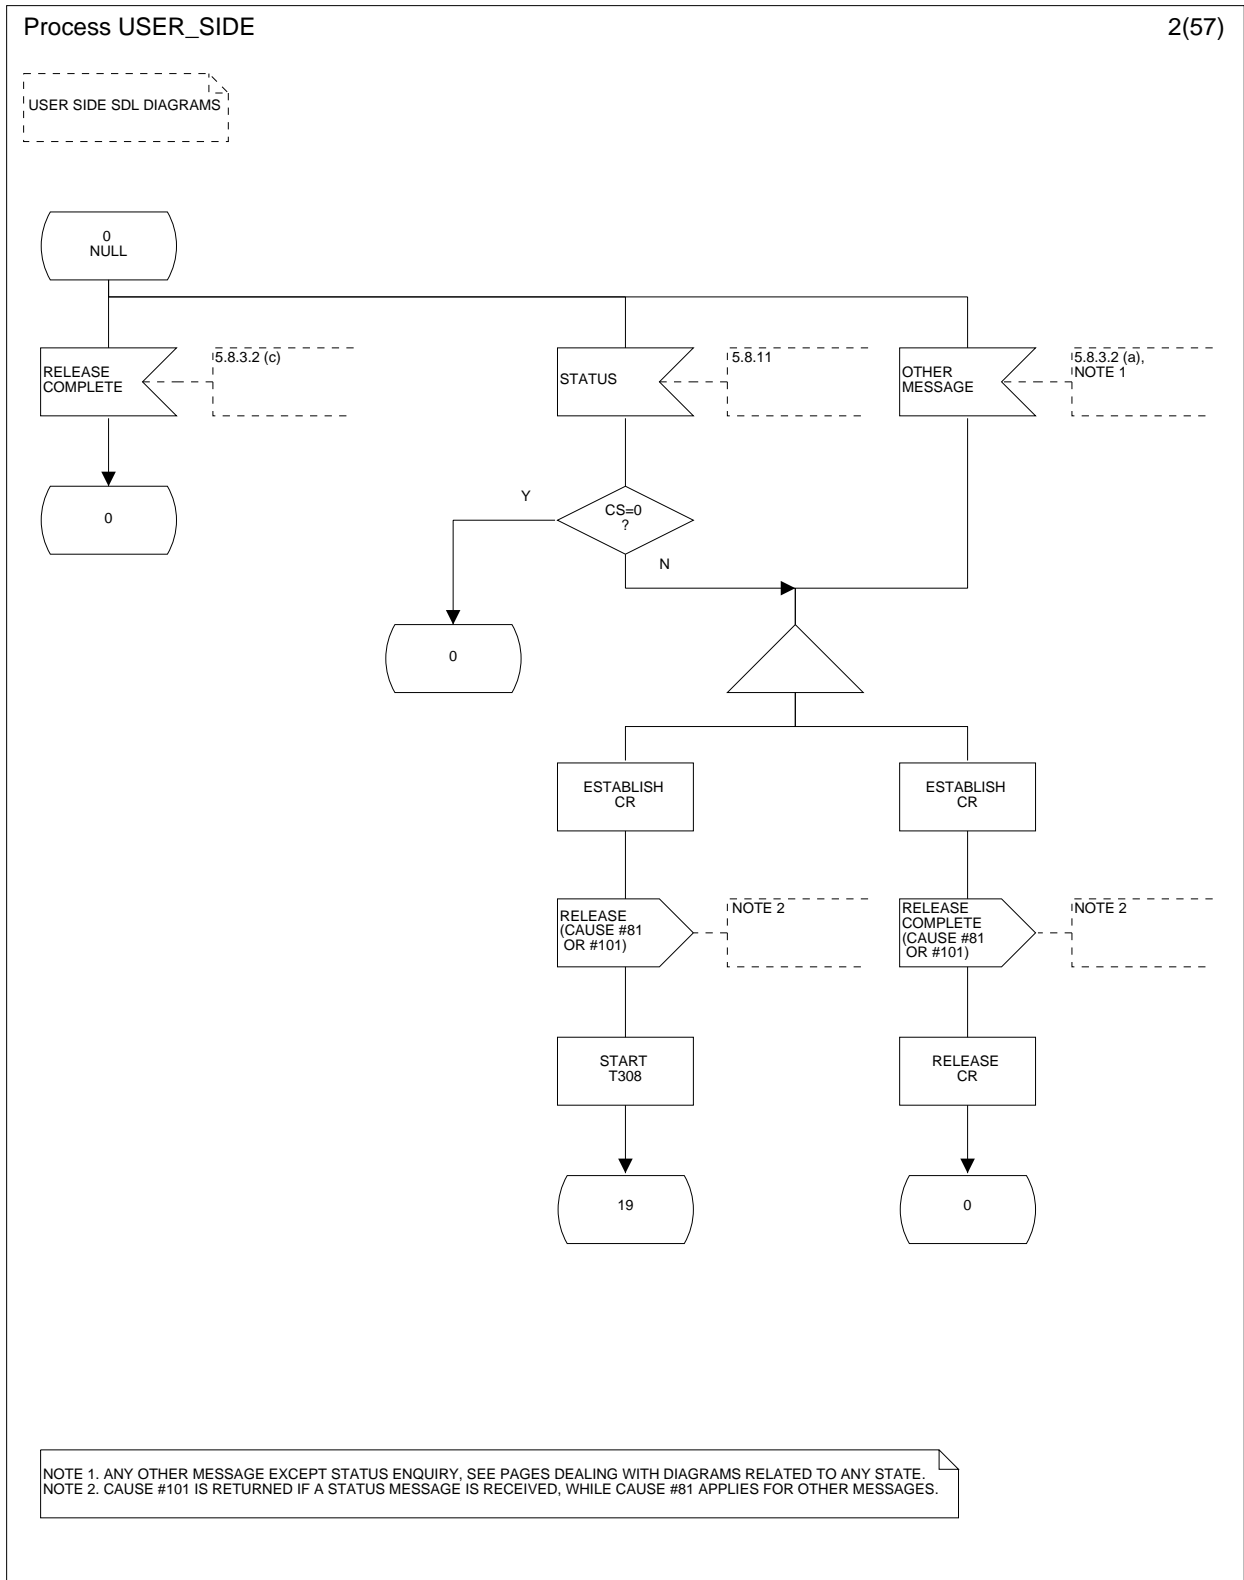 Process USER_SIDE
2(57)
USER SIDE SDL DIAGRAMS
0
NULL
RELEASE
COMPLETE
5.8.3.2 (c)
STATUS
5.8.11
OTHER
MESSAGE
5.8.3.2 (a),
NOTE 1
0
Y
CS=0
?
N
0
ESTABLISH
CR
ESTABLISH
CR
RELEASE
(CAUSE #81
OR #101)
NOTE 2
RELEASE
COMPLETE
(CAUSE #81
OR #101)
NOTE 2
START
T308
RELEASE
CR
19
0
NOTE 1. ANY OTHER MESSAGE EXCEPT STATUS ENQUIRY, SEE PAGES DEALING WITH DIAGRAMS RELATED TO ANY STATE.
NOTE 2. CAUSE #101 IS RETURNED IF A STATUS MESSAGE IS RECEIVED, WHILE CAUSE #81 APPLIES FOR OTHER MESSAGES.